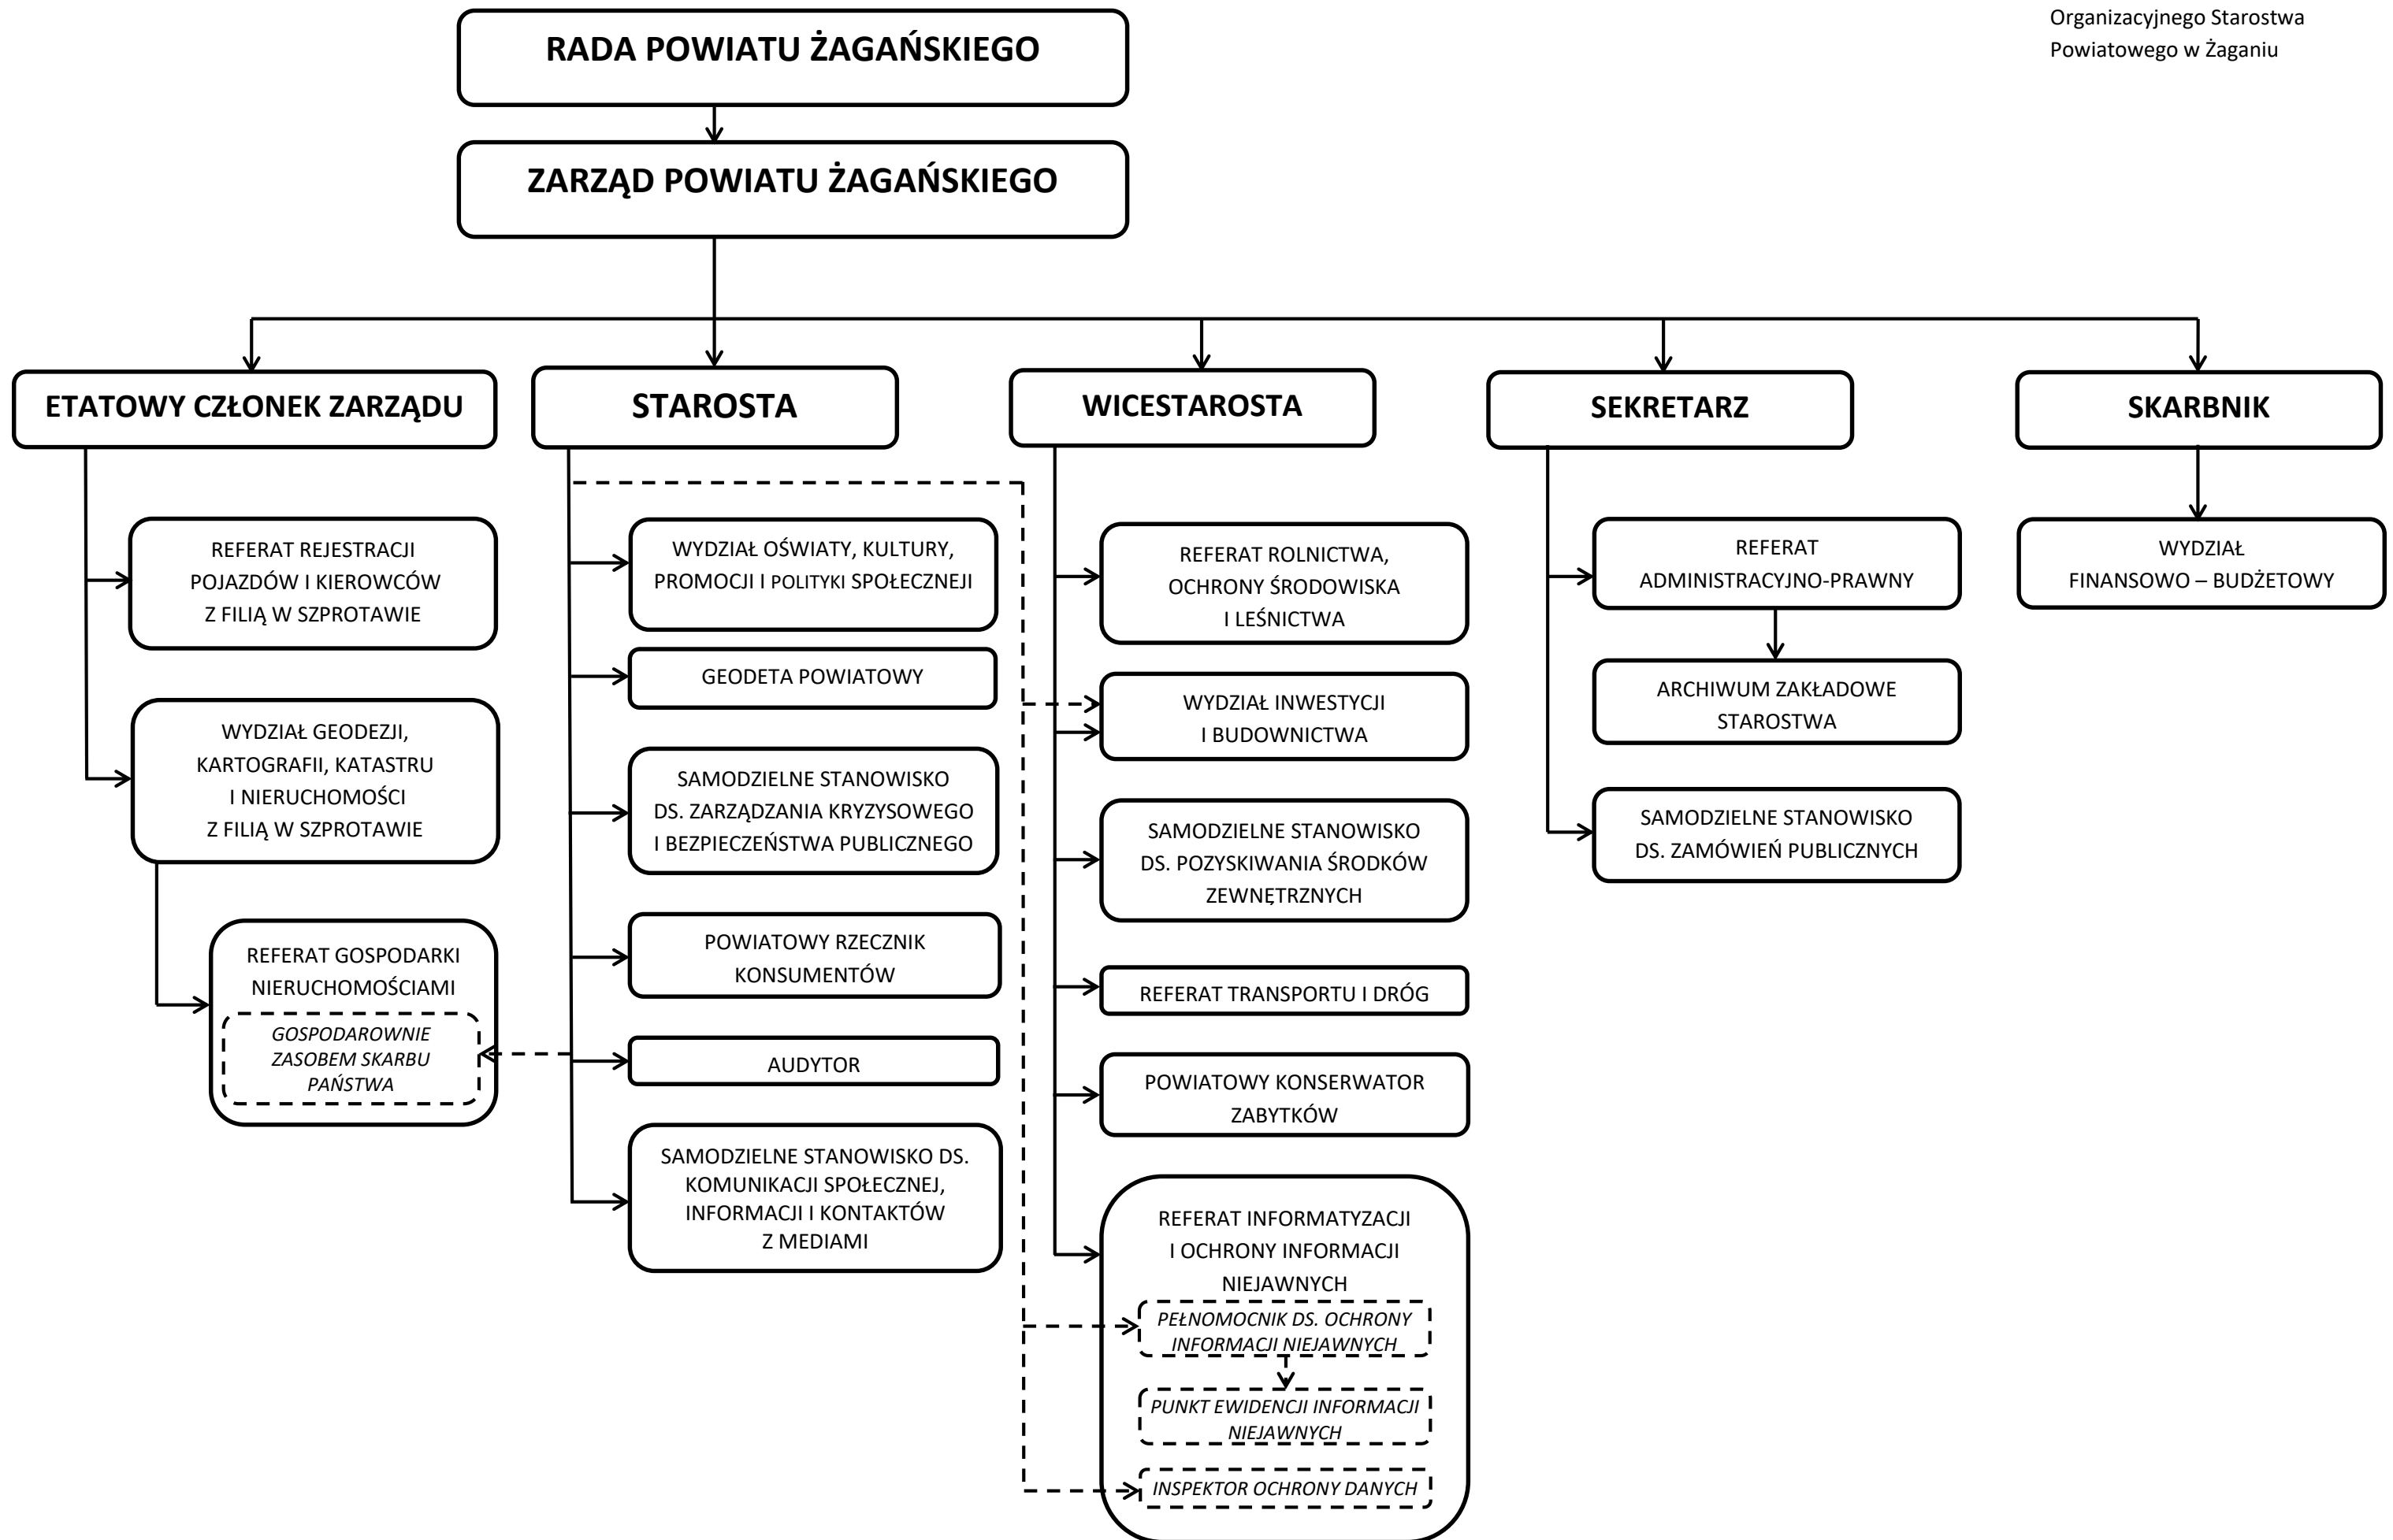 Organizacyjnego Starostwa
Powiatowego w Żaganiu
RADA POWIATU ŻAGAŃSKIEGO
ZARZĄD POWIATU ŻAGAŃSKIEGO
ETATOWY CZŁONEK ZARZĄDU
REFERAT REJESTRACJI
POJAZDÓW I KIEROWCÓW
Z FILIĄ W SZPROTAWIE
WYDZIAŁ GEODEZJI,
KARTOGRAFII, KATASTRU
I NIERUCHOMOŚCI
Z FILIĄ W SZPROTAWIE
REFERAT GOSPODARKI
NIERUCHOMOŚCIAMI
GOSPODAROWNIE
ZASOBEM SKARBU
PAŃSTWA
STAROSTA
WYDZIAŁ OŚWIATY, KULTURY,
PROMOCJI I POLITYKI SPOŁECZNEJI
GEODETA POWIATOWY
SAMODZIELNE STANOWISKO
DS. ZARZĄDZANIA KRYZYSOWEGO
I BEZPIECZEŃSTWA PUBLICZNEGO
POWIATOWY RZECZNIK
KONSUMENTÓW
AUDYTOR
SAMODZIELNE STANOWISKO DS.
KOMUNIKACJI SPOŁECZNEJ,
INFORMACJI I KONTAKTÓW
Z MEDIAMI
WICESTAROSTA
REFERAT ROLNICTWA,
OCHRONY ŚRODOWISKA
I LEŚNICTWA
WYDZIAŁ INWESTYCJI
I BUDOWNICTWA
SAMODZIELNE STANOWISKO
DS. POZYSKIWANIA ŚRODKÓW
ZEWNĘTRZNYCH
REFERAT TRANSPORTU I DRÓG
POWIATOWY KONSERWATOR
ZABYTKÓW
REFERAT INFORMATYZACJI
I OCHRONY INFORMACJI
NIEJAWNYCH
PEŁNOMOCNIK DS. OCHRONY
INFORMACJI NIEJAWNYCH
PUNKT EWIDENCJI INFORMACJI
NIEJAWNYCH
INSPEKTOR OCHRONY DANYCH
SEKRETARZ
REFERAT
ADMINISTRACYJNO-PRAWNY
ARCHIWUM ZAKŁADOWE
STAROSTWA
SAMODZIELNE STANOWISKO
DS. ZAMÓWIEŃ PUBLICZNYCH
SKARBNIK
WYDZIAŁ
FINANSOWO – BUDŻETOWY